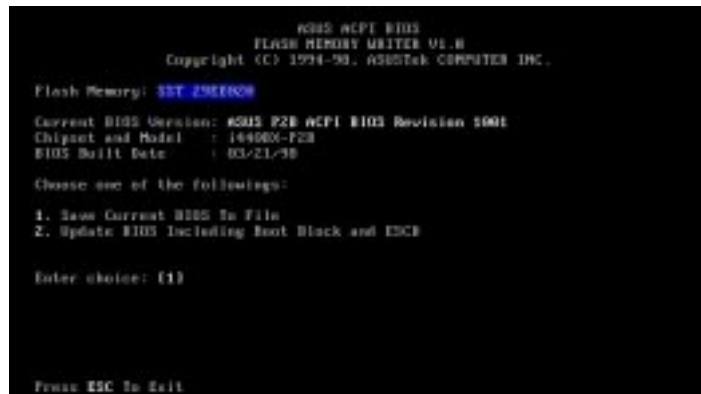 ASUS ACPI BIOS
FLASH MEMORY WRITER V1.0
Copyright (C) 1994-98, ASUSTek COMPUTER INC.
Flash Memory: SST 29EE020
Current BIOS Version: ASUS P2B ACPI BIOS Revision 1001
Chipset and Model : i440BX-P2B
BIOS Built Date : 03/21/98
Choose one of the followings:
1. Save Current BIOS To File
2. Update BIOS Including Boot Block and ESCD
Enter choice: [1]
Press ESC To Exit